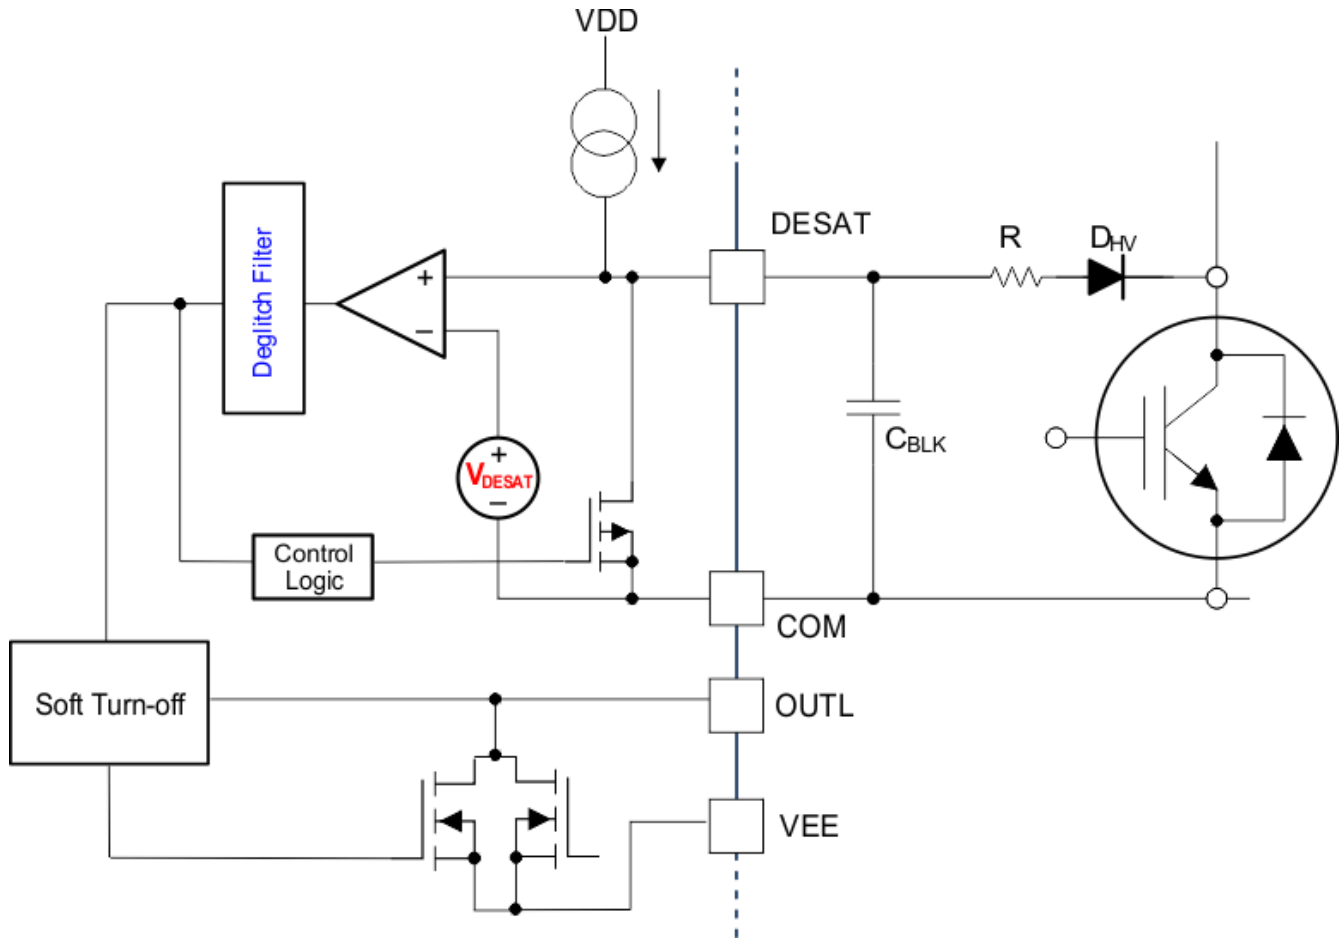 VDD
DESAT
R
DHV
Deglitch Filter
+
−
CBLK
+
VDESAT
−
Control
Logic
COM
Soft Turn-off
OUTL
VEE